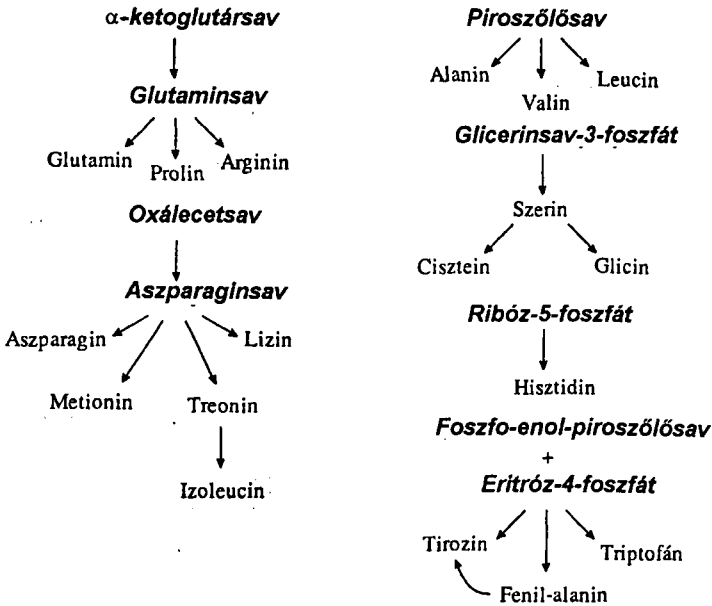 α-ketoglutársav
Glutaminsav
Glutamin
Prolin
Arginin
Oxálecetsav
Aszparaginsav
Aszparagin
Lizin
Metionin
Treonin
Izoleucin
Piroszőlősav
Alanin
Valin
Leucin
Glicerinsav-3-foszfát
Szerin
Cisztein
Glicin
Ribóz-5-foszfát
Hisztidin
Foszfo-enol-piroszőlősav
+
Eritróz-4-foszfát
Tirozin
Triptofán
Fenil-alanin